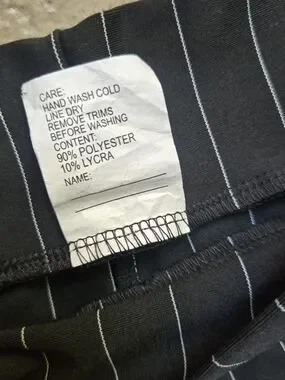 CARE:
HAND WASH COLD
LINE DRY
REMOVE TRIMS
BEFORE WASHING
CONTENT:
90% POLYESTER
10% LYCRA
NAME: